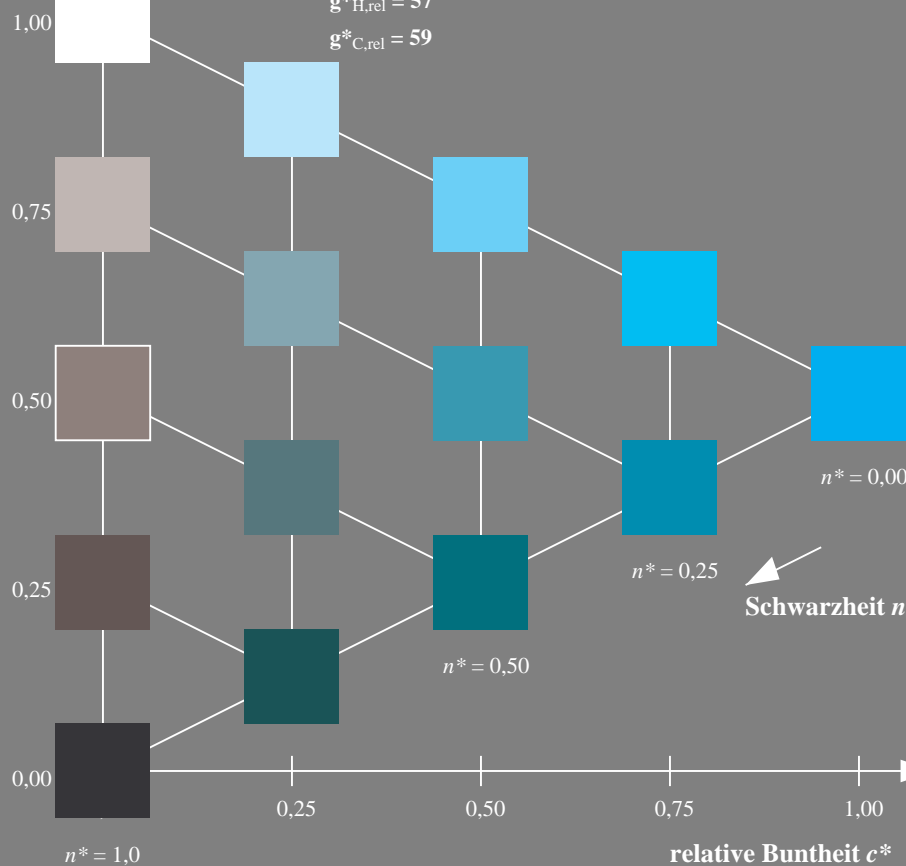 g*H,rel = 57
1,00
g*C,rel = 59
0,75
0,50
n* = 0,00
n* = 0,25
0,25
Schwarzheit n
n* = 0,50
0,00
0,25 0,50 0,75 1,00
n* = 1,0
relative Buntheit c*